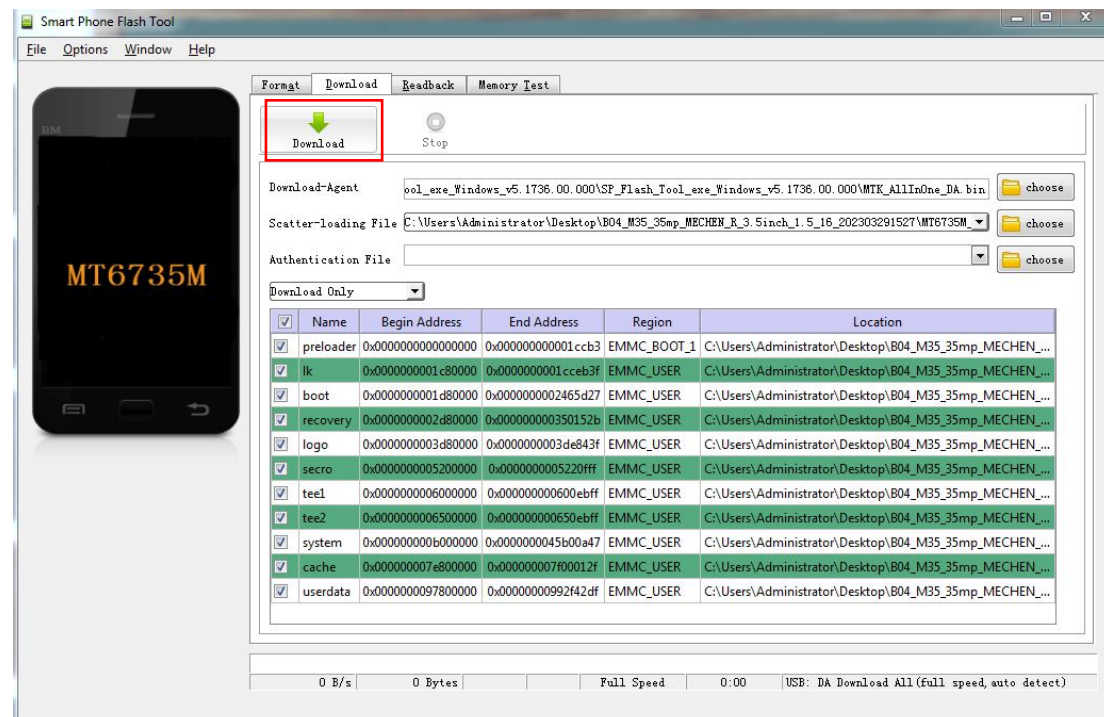 Smart Phone Flash Tool
File Options Window Help
Format Download Readback Memory Test
BM
Download Stop
Download-Agent ool_exe_Windows_v5.1736.00.000\SP_Flash_Tool_exe_Windows_v5.1736.00.000\MTK_AllInOne_DA.bin choose
Scatter-loading File C:\Users\Administrator\Desktop\B04_M35_35mp_MECHEN_R_3.5inch_1.5_16_202303291527\MT6735M_ choose
Authentication File choose
MT6735M
Download Only
Name Begin Address End Address Region Location
preloader 0x0000000000000000 0x000000000001ccb3 EMMC_BOOT_1 C:\Users\Administrator\Desktop\B04_M35_35mp_MECHEN_...
lk 0x0000000001c80000 0x0000000001cceb3f EMMC_USER C:\Users\Administrator\Desktop\B04_M35_35mp_MECHEN_...
boot 0x0000000001d80000 0x0000000002465d27 EMMC_USER C:\Users\Administrator\Desktop\B04_M35_35mp_MECHEN_...
recovery 0x0000000002d80000 0x000000000350152b EMMC_USER C:\Users\Administrator\Desktop\B04_M35_35mp_MECHEN_...
logo 0x0000000003d80000 0x0000000003de843f EMMC_USER C:\Users\Administrator\Desktop\B04_M35_35mp_MECHEN_...
secro 0x0000000005200000 0x0000000005220fff EMMC_USER C:\Users\Administrator\Desktop\B04_M35_35mp_MECHEN_...
tee1 0x0000000006000000 0x000000000600ebff EMMC_USER C:\Users\Administrator\Desktop\B04_M35_35mp_MECHEN_...
tee2 0x0000000006500000 0x000000000650ebff EMMC_USER C:\Users\Administrator\Desktop\B04_M35_35mp_MECHEN_...
system 0x000000000b000000 0x0000000045b00a47 EMMC_USER C:\Users\Administrator\Desktop\B04_M35_35mp_MECHEN_...
cache 0x000000007e800000 0x000000007f00012f EMMC_USER C:\Users\Administrator\Desktop\B04_M35_35mp_MECHEN_...
userdata 0x0000000097800000 0x00000000992f42df EMMC_USER C:\Users\Administrator\Desktop\B04_M35_35mp_MECHEN_...
0 B/s 0 Bytes Full Speed 0:00 USB: DA Download All(full speed,auto detect)